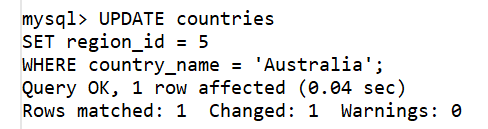 mysql> UPDATE countries
SET region_id = 5
WHERE country_name = 'Australia';
Query OK, 1 row affected (0.04 sec)
Rows matched: 1  Changed: 1  Warnings: 0